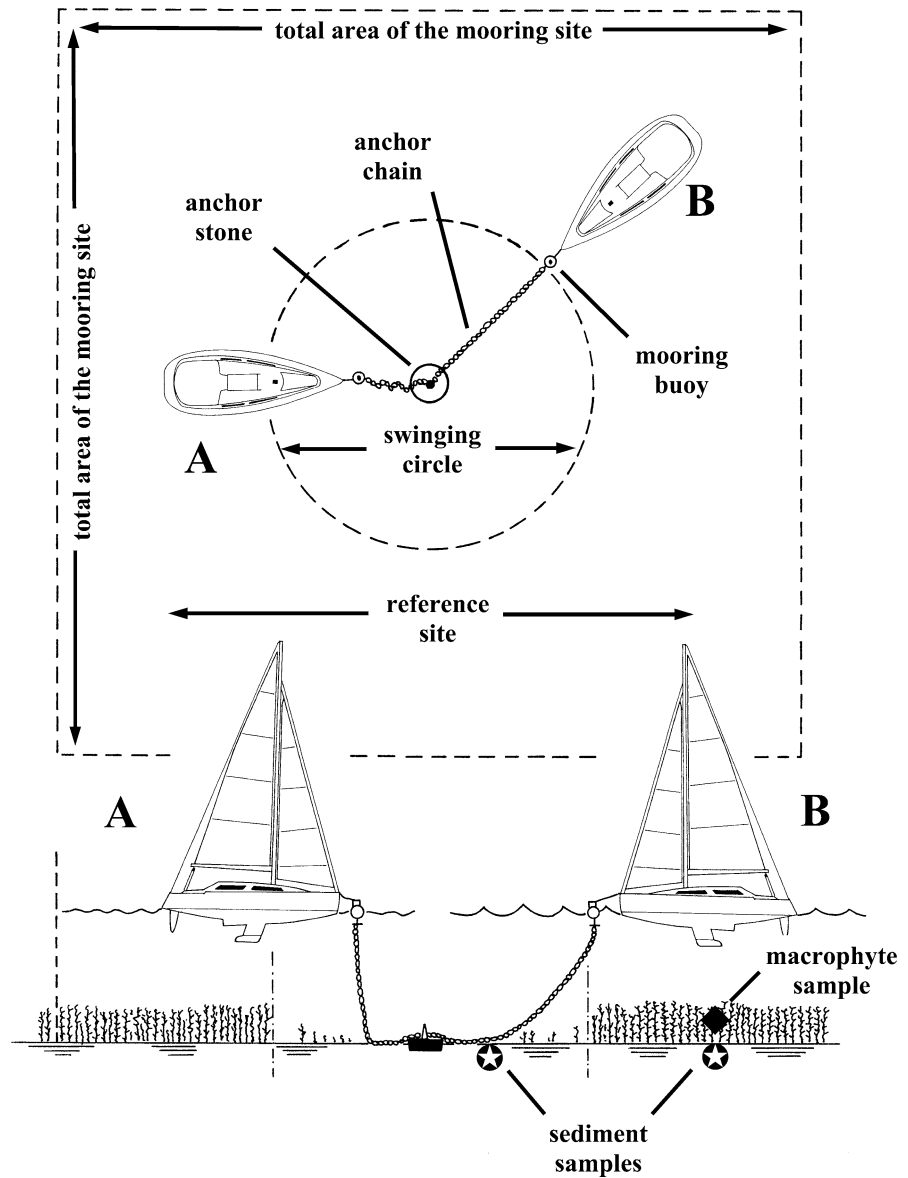 total area of the mooring site
total area of the mooring site
anchor
chain
B
anchor
stone
mooring
buoy
A
swinging
circle
reference
site
A
B
macrophyte
sample
sediment
samples